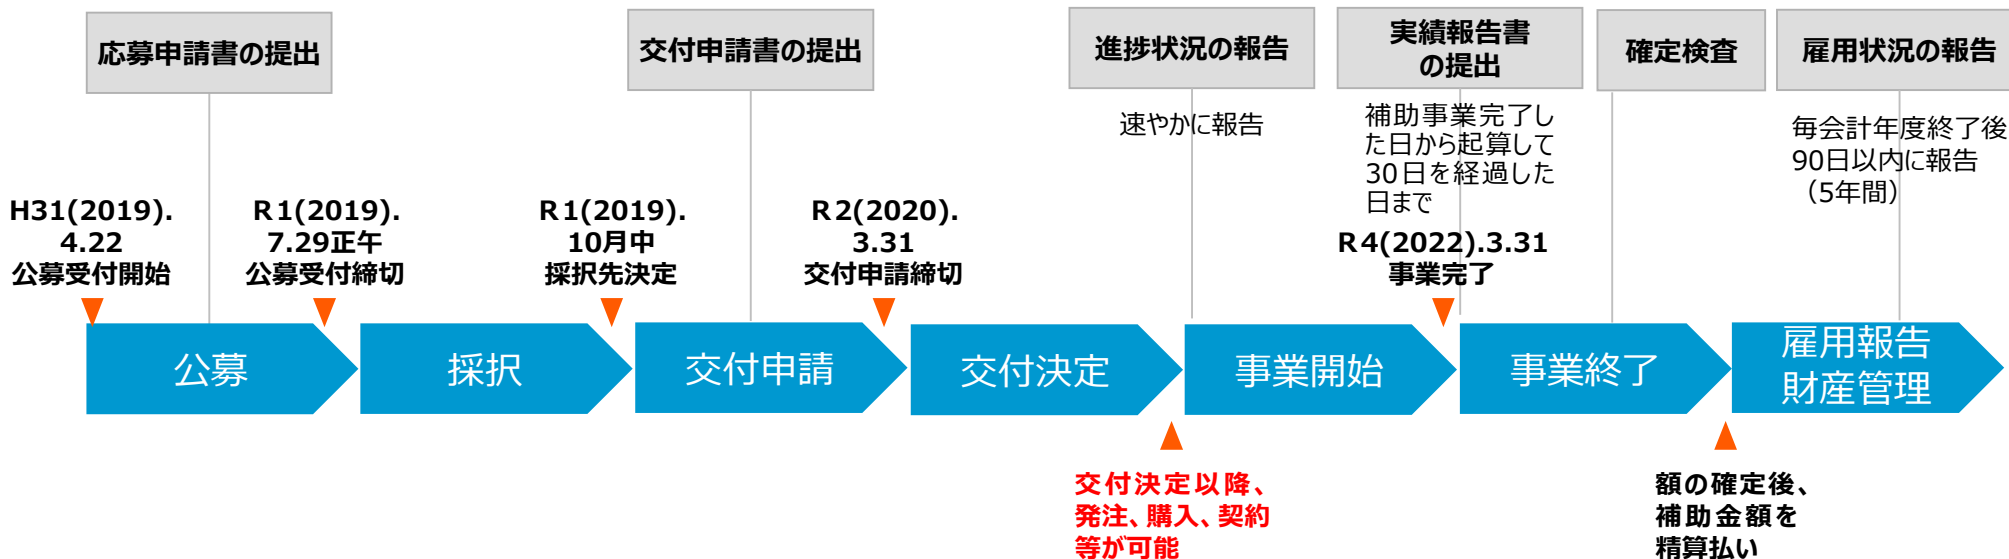 応募申請書の提出
交付申請書の提出
進捗状況の報告
実績報告書
の提出
確定検査
雇用状況の報告
速やかに報告
補助事業完了し
た日から起算して
30日を経過した
日まで
毎会計年度終了後
90日以内に報告
（5年間）
H31(2019).
4.22
公募受付開始
R1(2019).
7.29正午
公募受付締切
R1(2019).
10月中
採択先決定
R2(2020).
3.31
交付申請締切
R4(2022).3.31
事業完了
公募
採択
交付申請
交付決定
事業開始
事業終了
雇用報告
財産管理
交付決定以降、
発注、購入、契約
等が可能
額の確定後、
補助金額を
精算払い